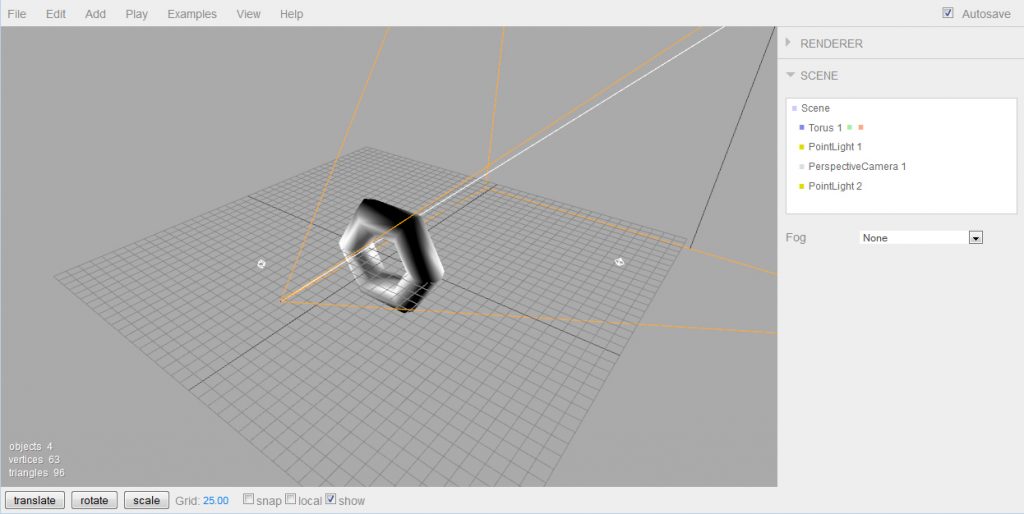 File Edit Add Play Examples View Help Autosave
RENDERER
SCENE
Scene
Torus 1
PointLight 1
PerspectiveCamera 1
PointLight 2
Fog None
objects 4
vertices 63
triangles 96
translate rotate scale Grid: 25.00 snap local show